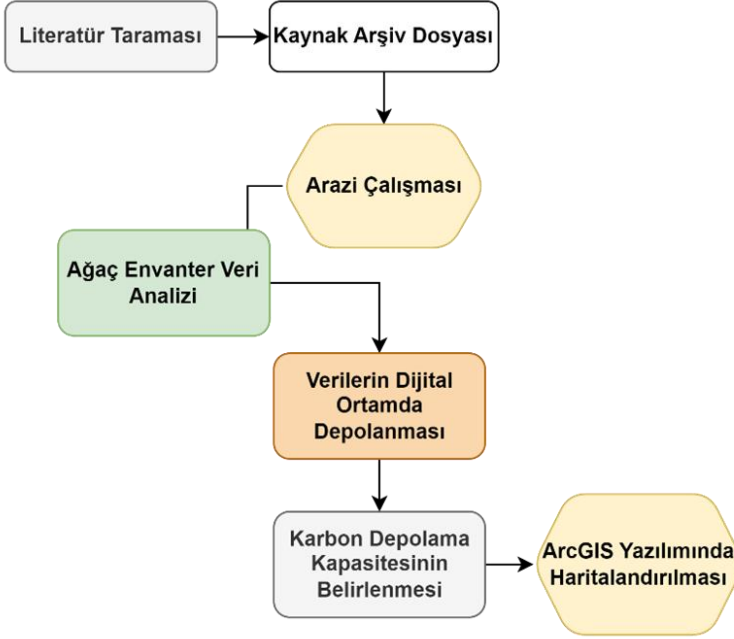 Literatür Taraması
Kaynak Arşiv Dosyası
Arazi Çalışması
Ağaç Envanter Veri
Analizi
Verilerin Dijital
Ortamda
Depolanması
Karbon Depolama
Kapasitesinin
Belirlenmesi
ArcGIS Yazılımında
Haritalandırılması